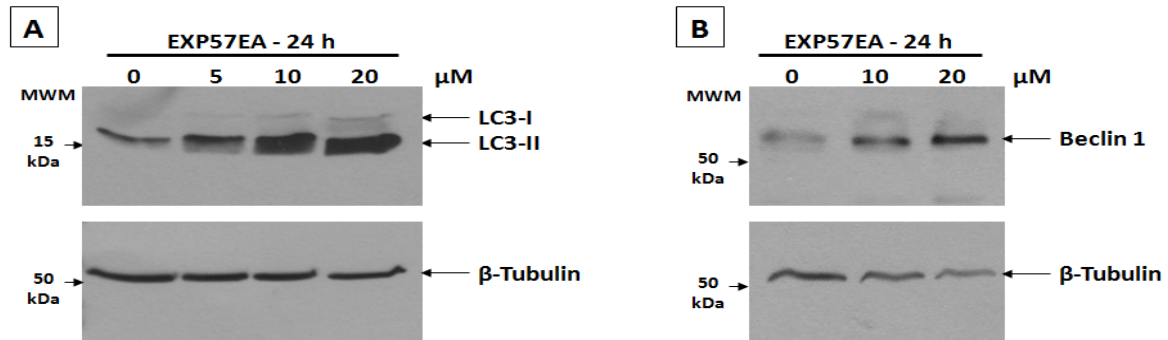 A
EXP57EA - 24 h
0 5 10 20 µM
MWM
LC3-I
15 kDa
LC3-II
50 kDa
β-Tubulin
B
EXP57EA - 24 h
0 10 20 µM
MWM
Beclin 1
50 kDa
β-Tubulin
50 kDa